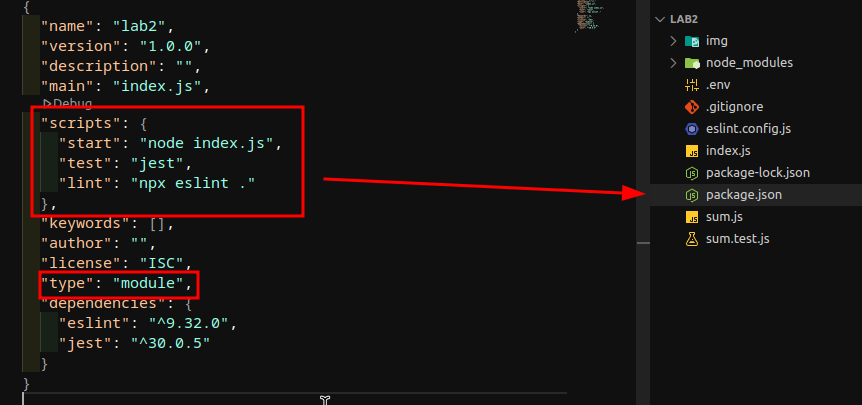 {
"name": "lab2",
"version": "1.0.0",
"description": "",
"main": "index.js",
Debug
"scripts": {
"start": "node index.js",
"test": "jest",
"lint": "npx eslint ."
},
"keywords": [],
"author": "",
"license": "ISC",
"type": "module",
"dependencies": {
"eslint": "^9.32.0",
"jest": "^30.0.5"
}
}
LAB2
img
node_modules
.env
.gitignore
eslint.config.js
JS index.js
package-lock.json
package.json
JS sum.js
sum.test.js